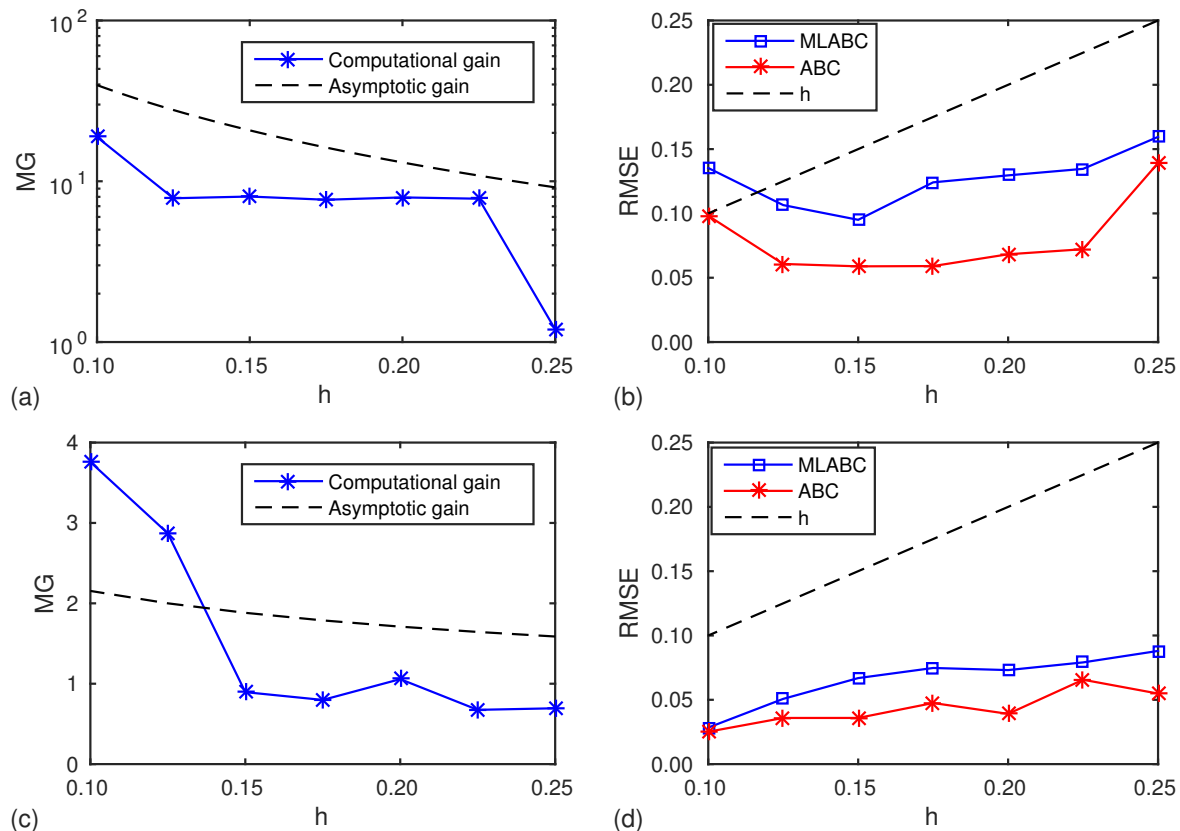 10^2
10^1
10^0
MG
Computational gain
Asymptotic gain
0.10 0.15 0.20 0.25
h
(a)
0.25
0.20
0.15
0.10
0.05
0.00
RMSE
MLABC
ABC
h
0.10 0.15 0.20 0.25
h
(b)
4
3
2
1
0
MG
Computational gain
Asymptotic gain
0.10 0.15 0.20 0.25
h
(c)
0.25
0.20
0.15
0.10
0.05
0.00
RMSE
MLABC
ABC
h
0.10 0.15 0.20 0.25
h
(d)